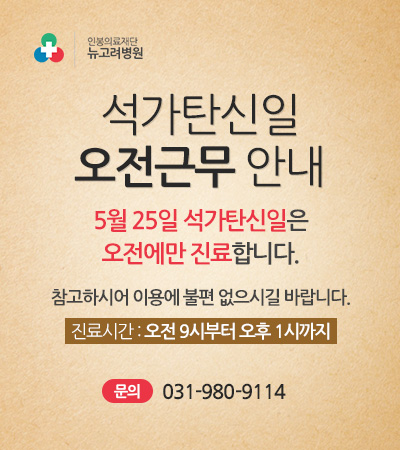 인봉의료재단
뉴고려병원
석가탄신일
오전근무 안내
5월 25일 석가탄신일은
오전에만 진료합니다.
참고하시어 이용에 불편 없으시길 바랍니다.
진료시간 : 오전 9시부터 오후 1시까지
문의 031-980-9114